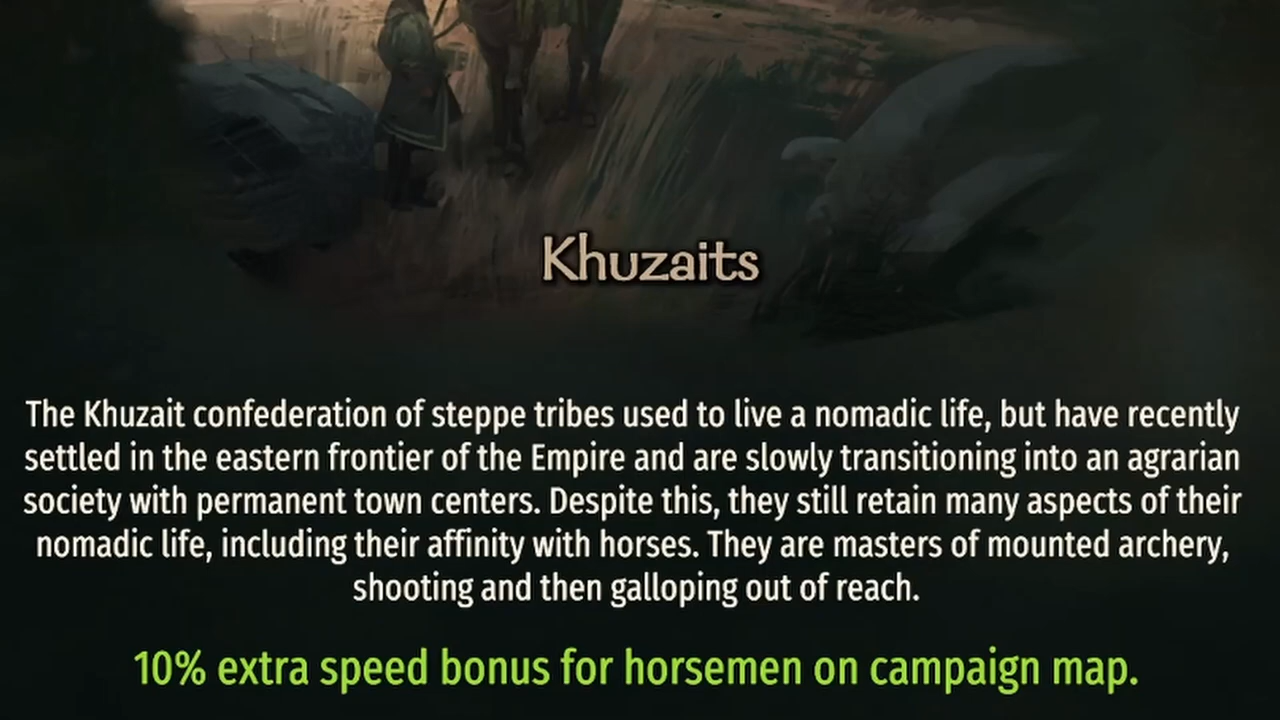 Khuzaits
The Khuzait confederation of steppe tribes used to live a nomadic life, but have recently
settled in the eastern frontier of the Empire and are slowly transitioning into an agrarian
society with permanent town centers. Despite this, they still retain many aspects of their
nomadic life, including their affinity with horses. They are masters of mounted archery,
shooting and then galloping out of reach.
10% extra speed bonus for horsemen on campaign map.